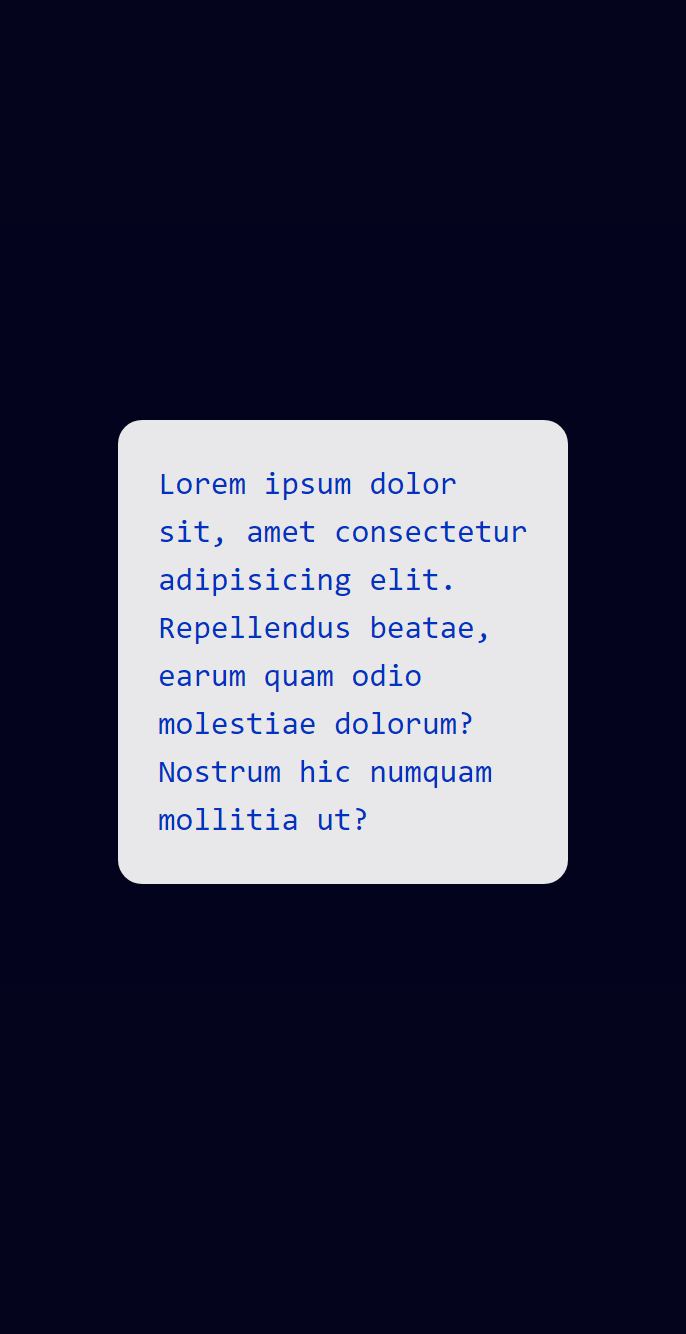 Lorem ipsum dolor
sit, amet consectetur
adipisicing elit.
Repellendus beatae,
earum quam odio
molestiae dolorum?
Nostrum hic numquam
mollitia ut?